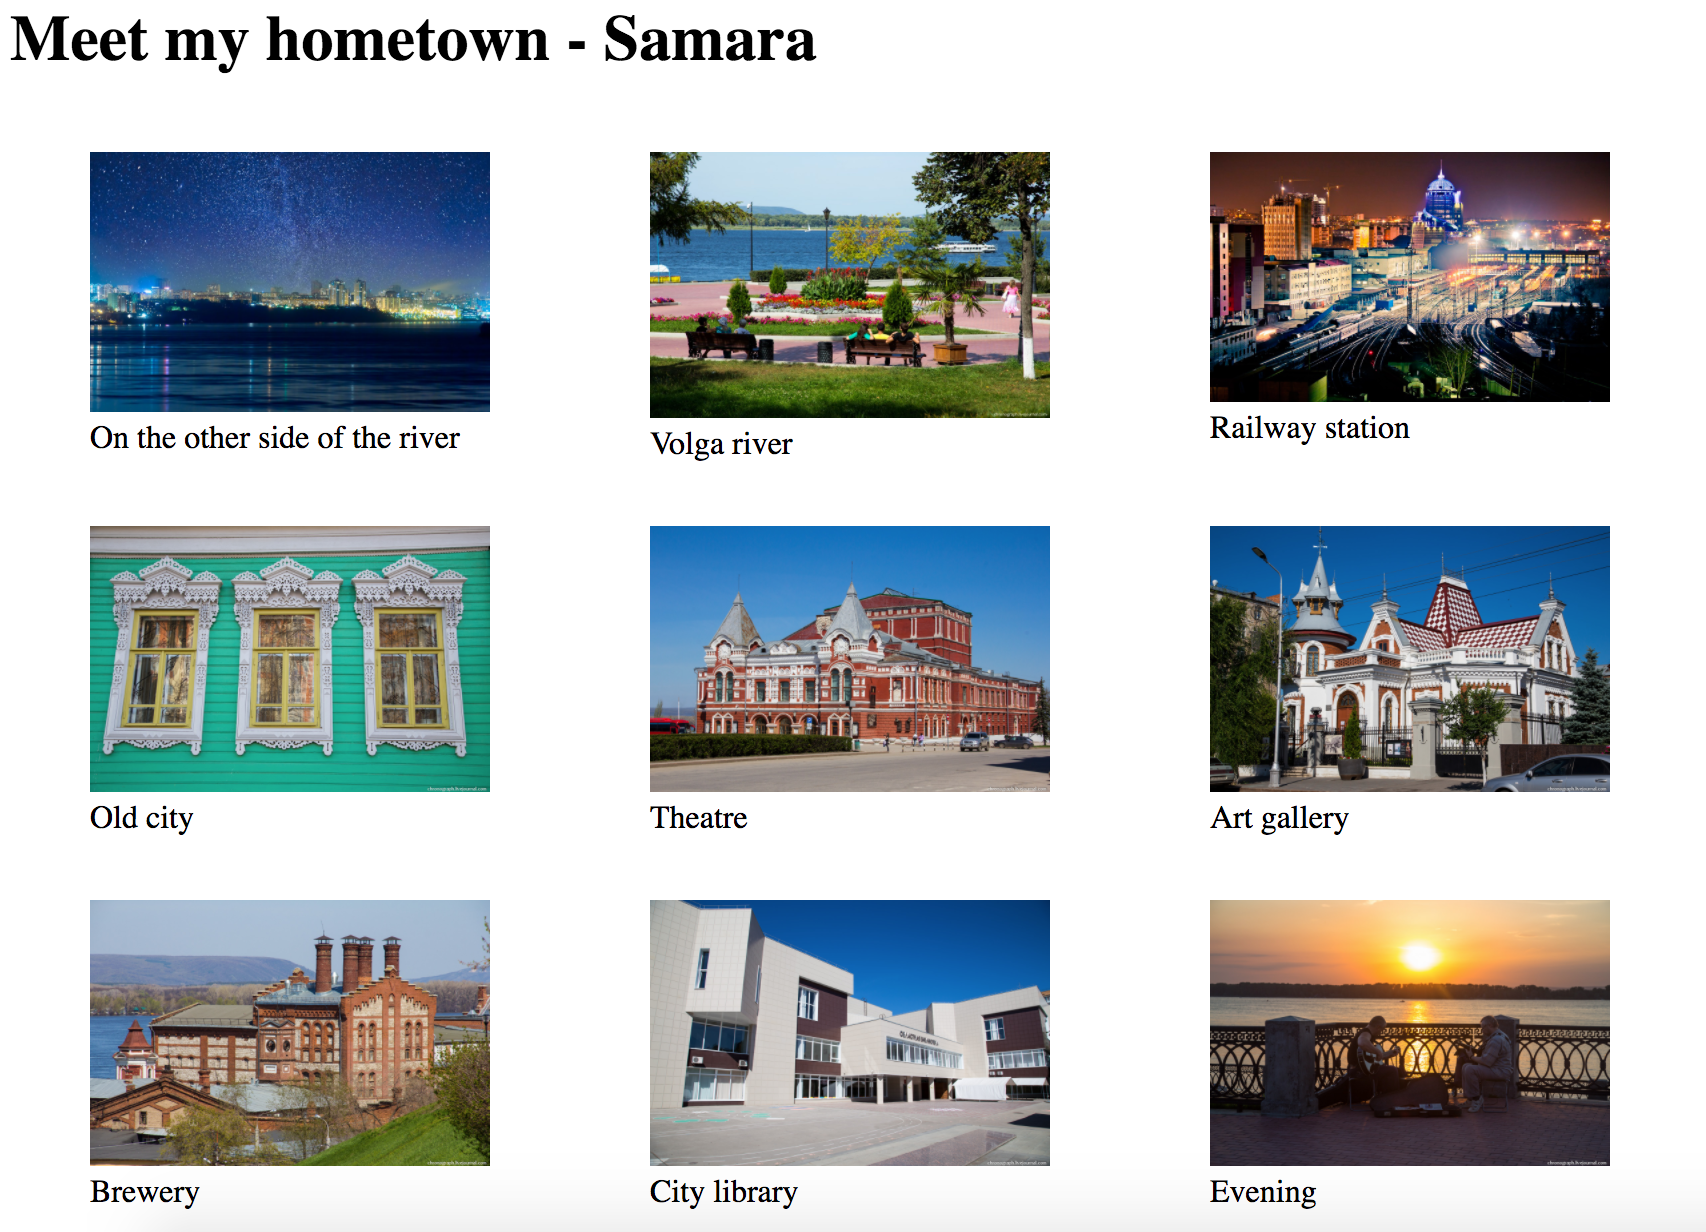 Meet my hometown - Samara
On the other side of the river
Volga river
Railway station
Old city
Theatre
Art gallery
Brewery
City library
Evening